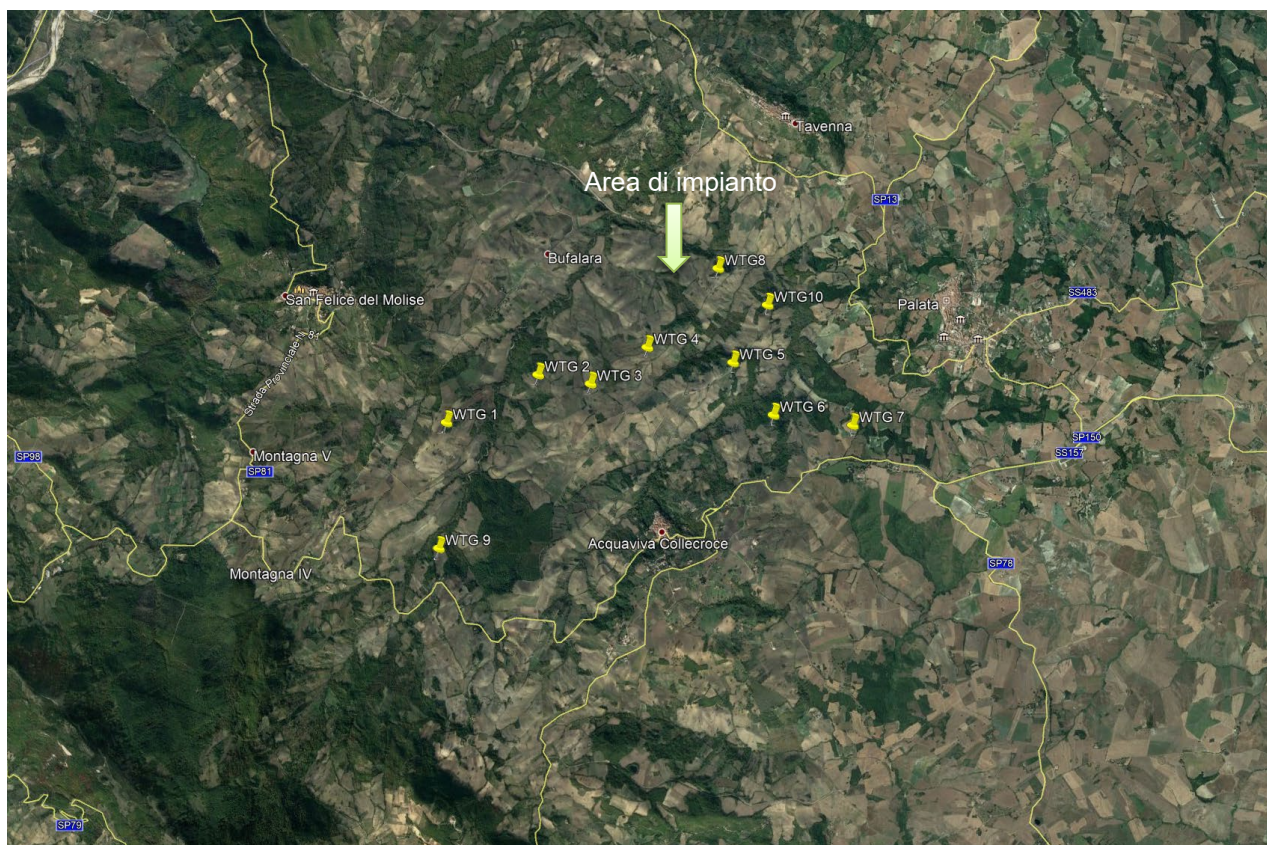 Tavenna
Area di impianto
SP13
Bufalara
WTG8
San Felice del Molise
WTG10
SS483
Palata
WTG 4
WTG 5
WTG 2
WTG 3
Strada Provinciale
WTG 1
WTG 6
WTG 7
SP150
SP98
Montagna V
SS157
SP81
WTG 9
Acquaviva Collecroce
SP78
Montagna IV
SP79